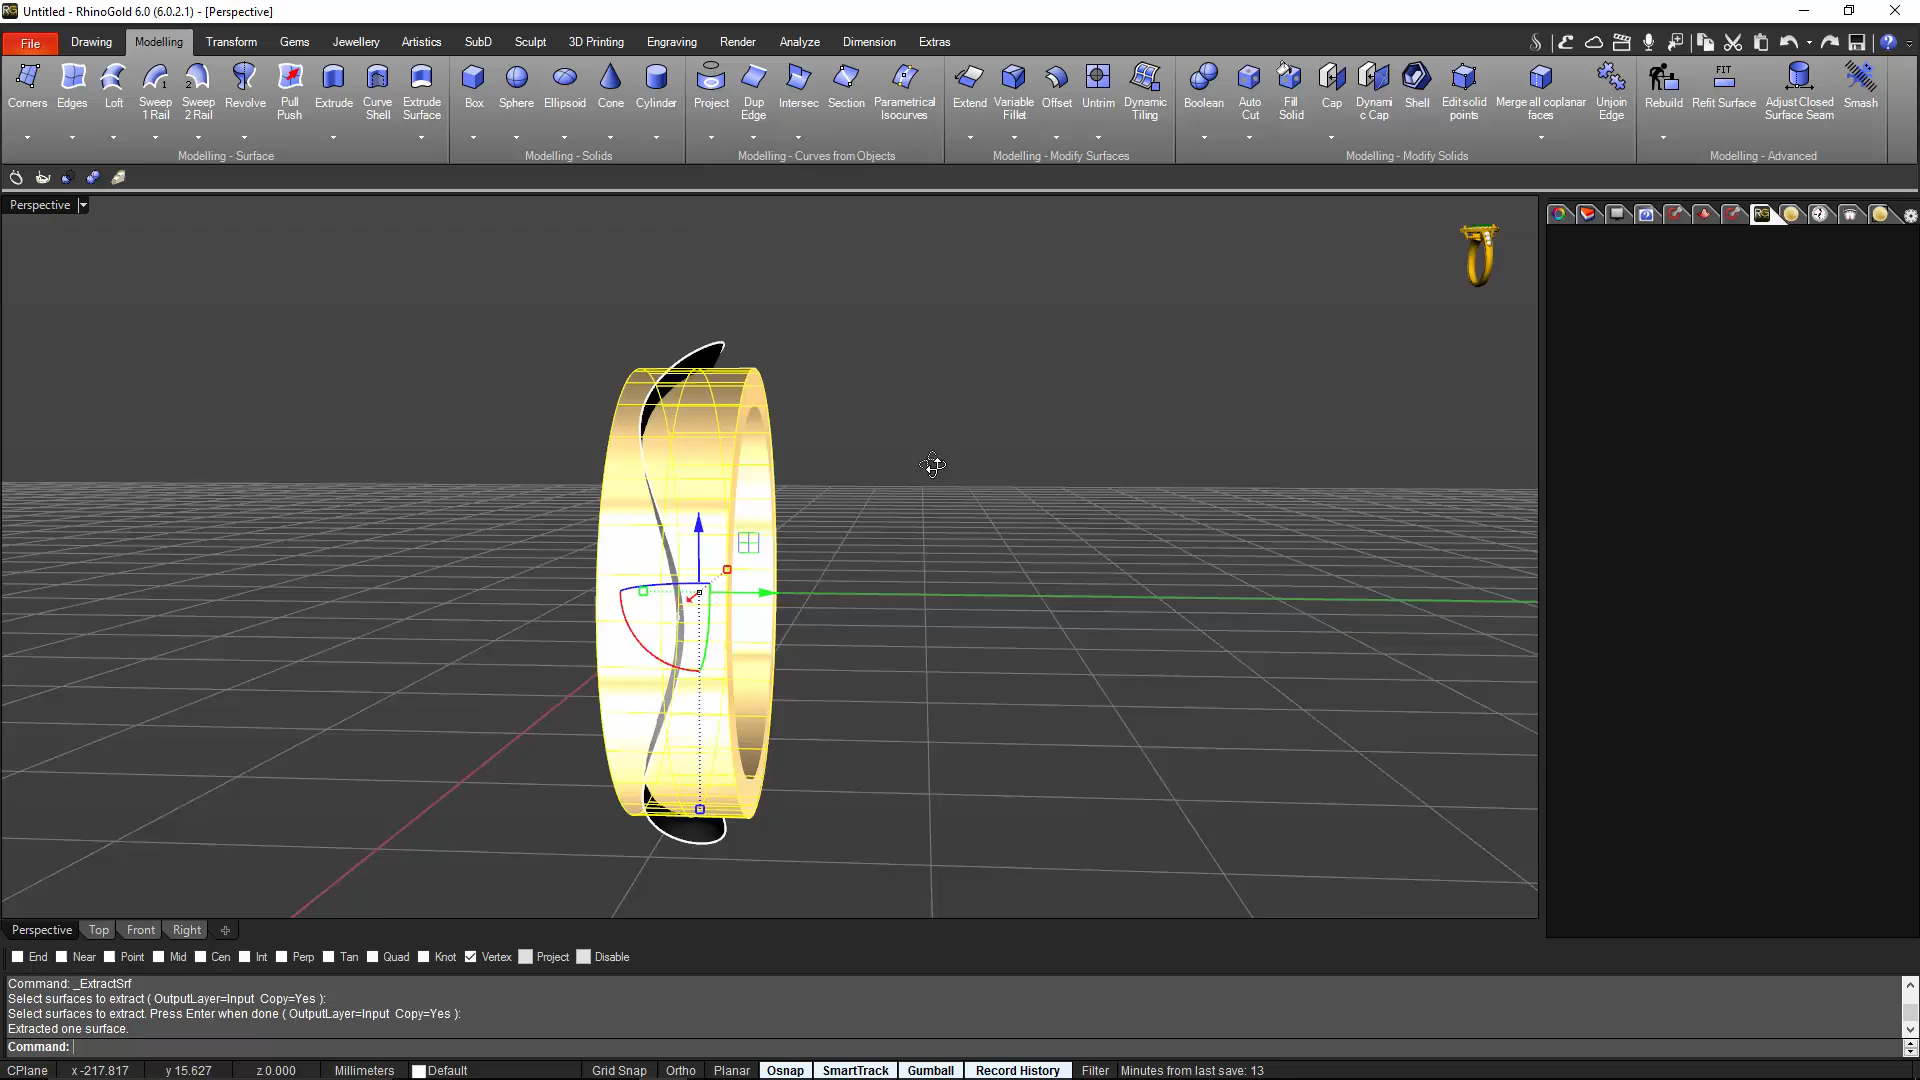 Untitled - RhinoGold 6.0 (6.0.2.1) - [Perspective]
File Drawing Modelling Transform Gems Jewellery Artistics SubD Sculpt 3D Printing Engraving Render Analyze Dimension Extras
Corners Edges Loft Sweep 1 Rail Sweep 2 Rail Revolve Pull Push Extrude Curve Shell Extrude Surface
Box Sphere Ellipsoid Cone Cylinder
Project Dup Edge Intersec Section Parametrical Isocurves
Extend Variable Fillet Offset Untrim Dynamic Tiling
Boolean Auto Cut Fill Solid Cap Dynami c Cap Shell Edit solid points Merge all coplanar faces Unjoin Edge
FIT
Rebuild Refit Surface Adjust Closed Surface Seam Smash
Modelling - Surface Modelling - Solids Modelling - Curves from Objects Modelling - Modify Surfaces Modelling - Modify Solids Modelling - Advanced
Perspective
Perspective Top Front Right
End Near Point Mid Cen Int Perp Tan Quad Knot Vertex Project Disable
Command: _ExtractSrf
Select surfaces to extract ( OutputLayer=Input Copy=Yes ):
Select surfaces to extract. Press Enter when done ( OutputLayer=Input Copy=Yes ):
Extracted one surface.
Command:
CPlane x -217.817 y 15.627 z 0.000 Millimeters Default Grid Snap Ortho Planar Osnap SmartTrack Gumball Record History Filter Minutes from last save: 13